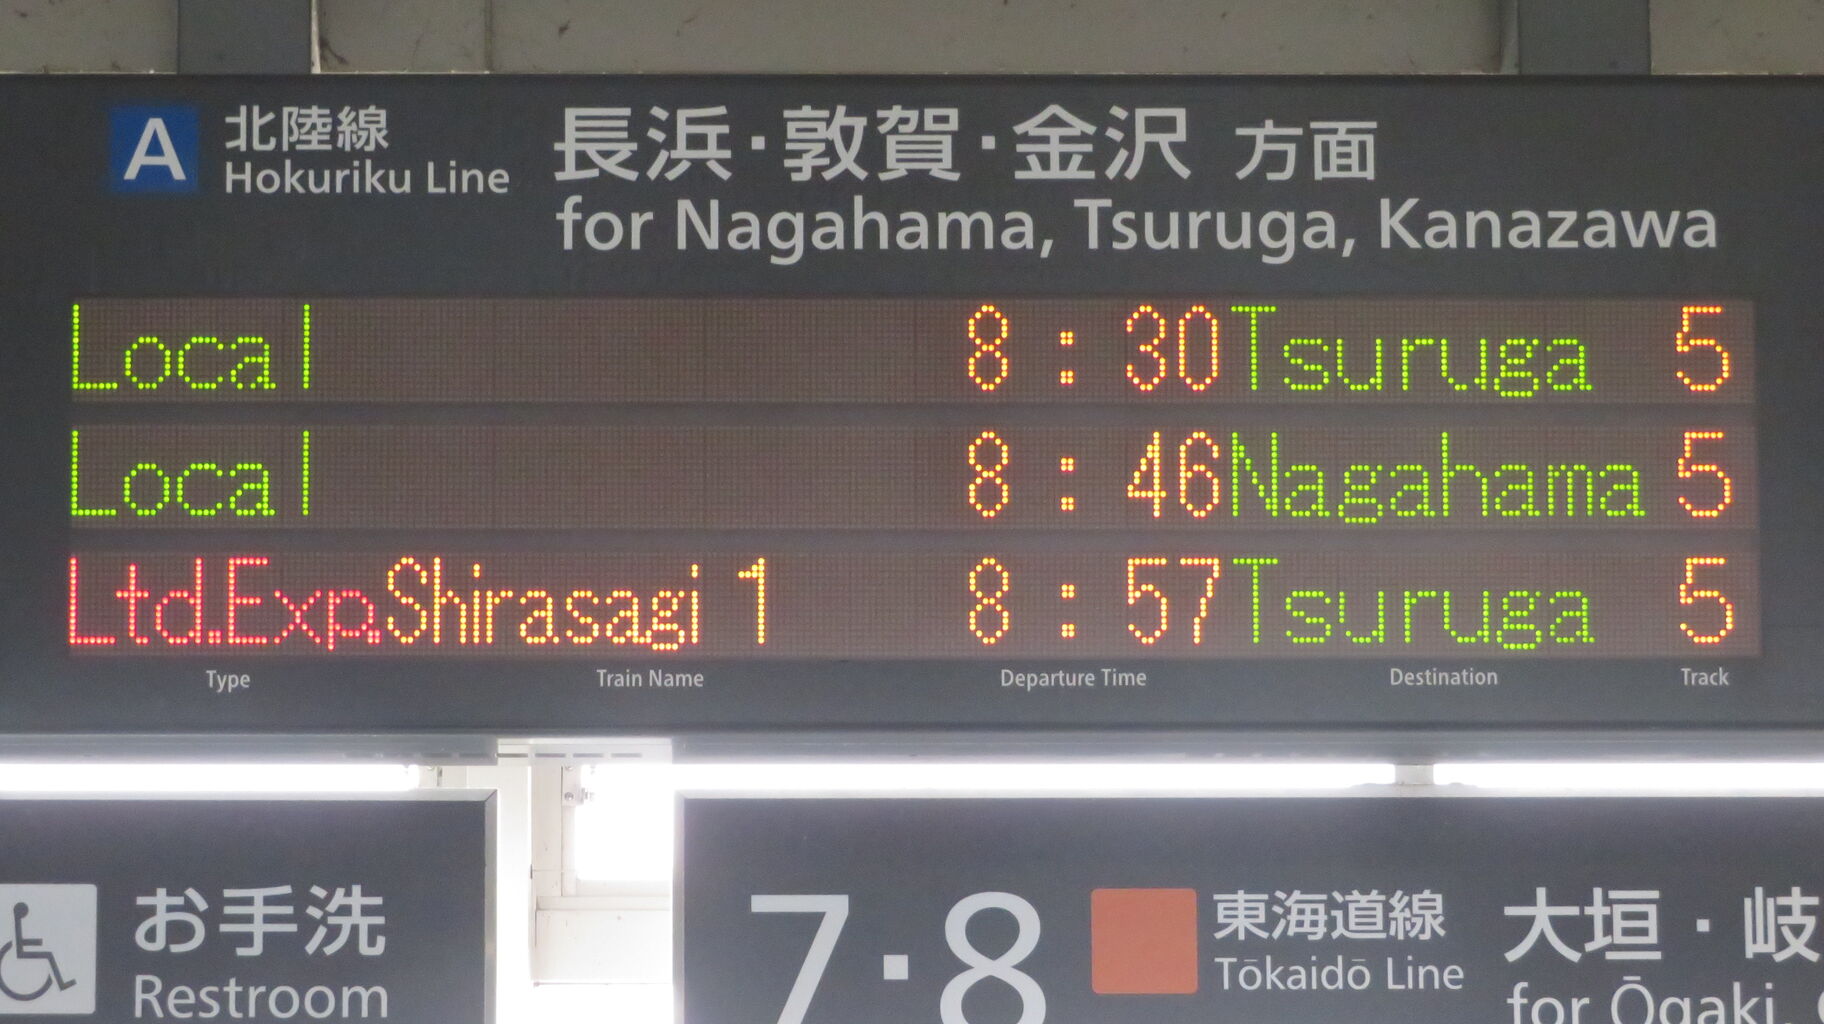 A 北陸線 長浜・敦賀・金沢 方面
Hokuriku Line for Nagahama, Tsuruga, Kanazawa
Local 8:30 Tsuruga 5
Local 8:46 Nagahama 5
Ltd.Exp. Shirasagi 1 8:57 Tsuruga 5
Type Train Name Departure Time Destination Track
お手洗
Restroom
7・8 東海道線 大垣・岐
Tōkaidō Line for Ōgaki,